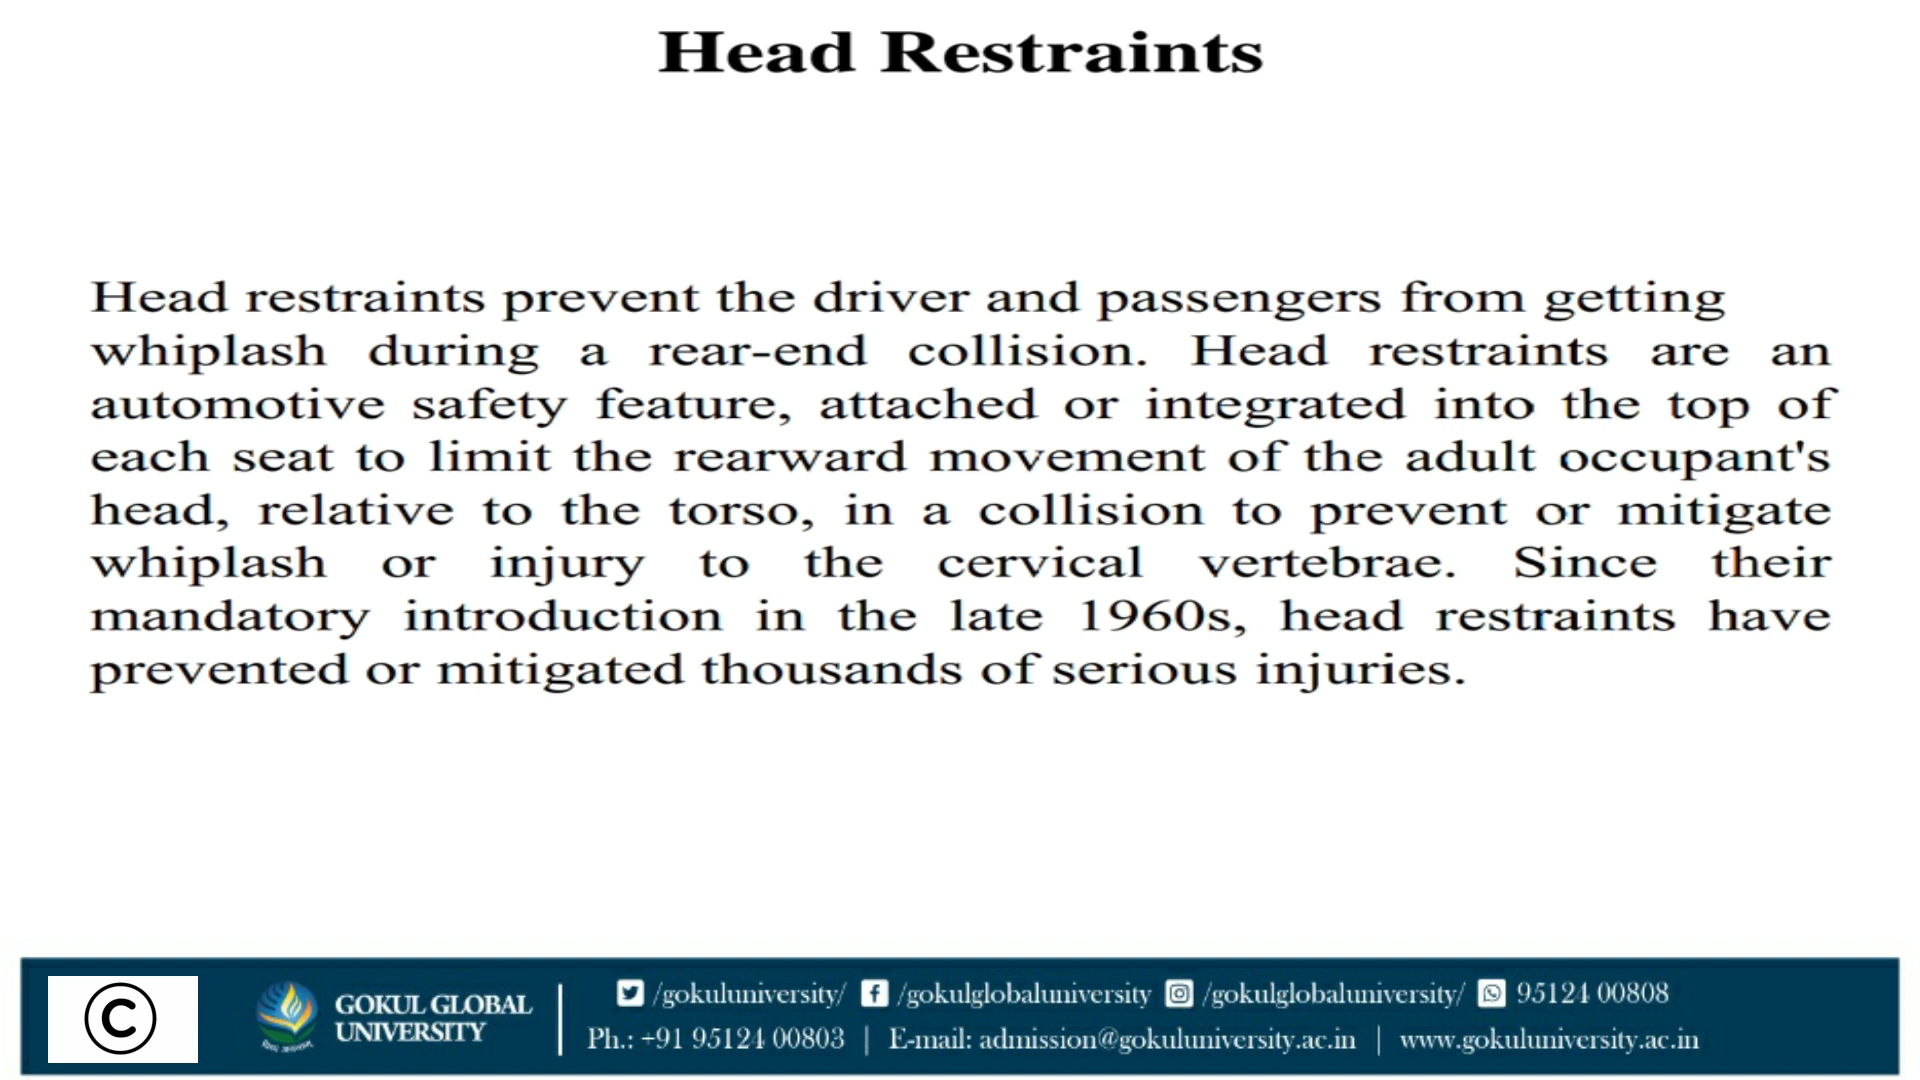 Head Restraints
Head restraints prevent the driver and passengers from getting
whiplash during a rear-end collision. Head restraints are an
automotive safety feature, attached or integrated into the top of
each seat to limit the rearward movement of the adult occupant's
head, relative to the torso, in a collision to prevent or mitigate
whiplash or injury to the cervical vertebrae. Since their
mandatory introduction in the late 1960s, head restraints have
prevented or mitigated thousands of serious injuries.
©
GOKUL GLOBAL
UNIVERSITY
/gokuluniversity/ /gokulglobaluniversity /gokulglobaluniversity/ 95124 00808
Ph.: +91 95124 00803 | E-mail: admission@gokuluniversity.ac.in | www.gokuluniversity.ac.in